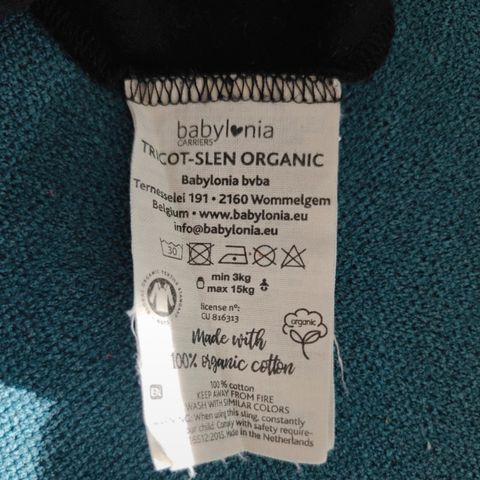 babylonia
CARRIERS
TRICOT-SLEN ORGANIC
Babylonia bvba
Ternesselei 191 • 2160 Wommelgem
Belgium • www.babylonia.eu
info@babylonia.eu
30
min 3kg
max 15kg
license n°:
CU 816313
organic
Made with
100% organic cotton
EN
100% cotton
KEEP AWAY FROM FIRE
WASH WITH SIMILAR COLORS
When using this sling, constantly
your child. Comply with safety require-
2015. Made in the Netherlands